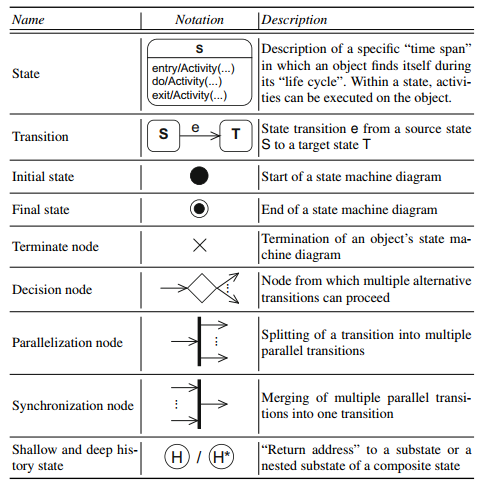 Name Notation Description
State
S
entry/Activity(...)
do/Activity(...)
exit/Activity(...)
Description of a specific “time span”
in which an object finds itself during
its “life cycle”. Within a state, activi-
ties can be executed on the object.
Transition
S e T
State transition e from a source state
S to a target state T
Initial state
Start of a state machine diagram
Final state
End of a state machine diagram
Terminate node
Termination of an object’s state ma-
chine diagram
Decision node
Node from which multiple alternative
transitions can proceed
Parallelization node
Splitting of a transition into multiple
parallel transitions
Synchronization node
Merging of multiple parallel transi-
tions into one transition
Shallow and deep his-
tory state
H / H*
“Return address” to a substate or a
nested substate of a composite state